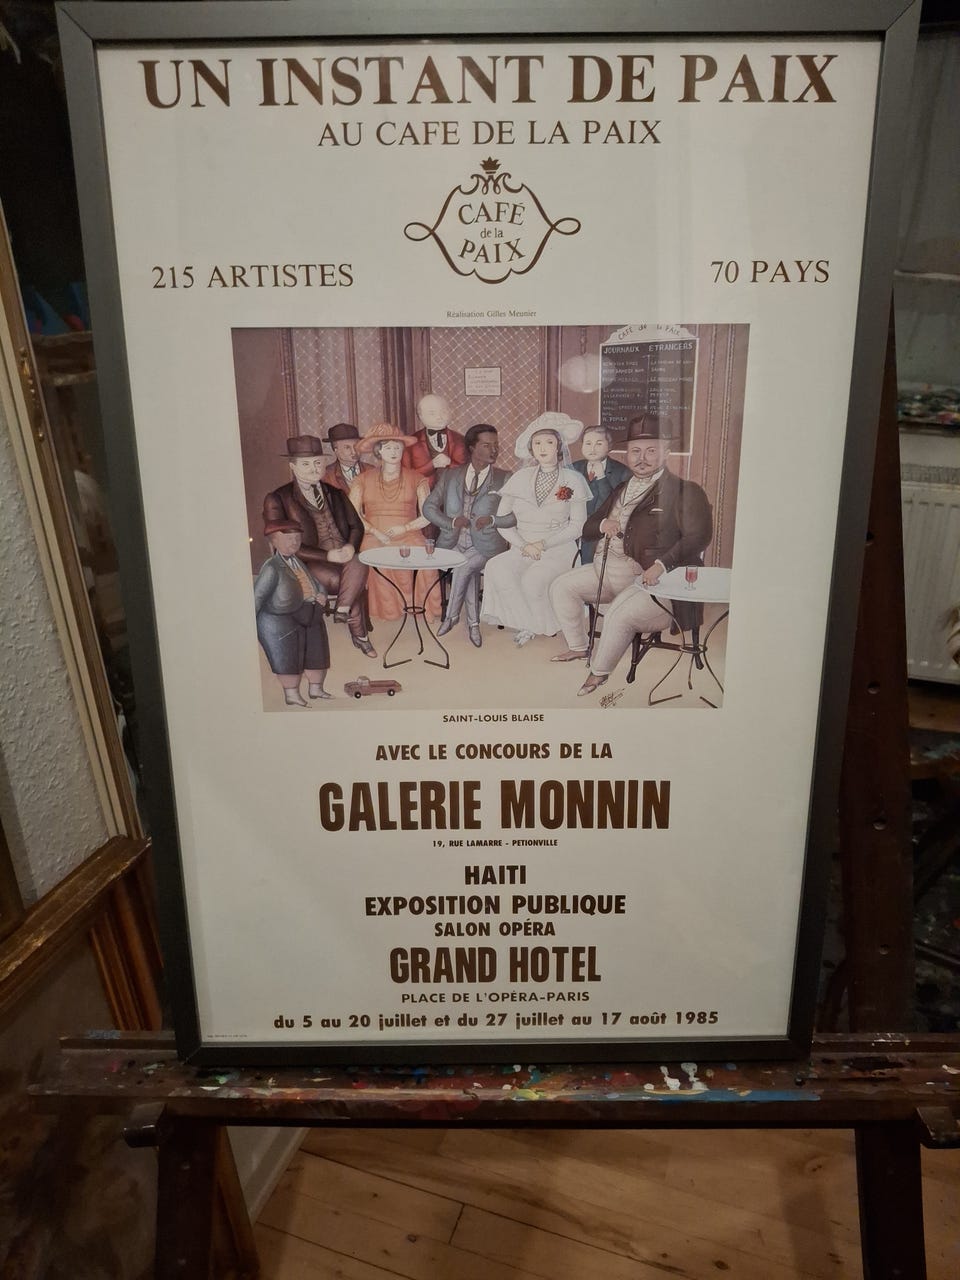 UN INSTANT DE PAIX
AU CAFE DE LA PAIX
CAFÉ
de la
PAIX
215 ARTISTES
70 PAYS
Réalisation Gilles Meunier
CAFÉ de la PAIX
JOURNAUX ETRANGERS
SAINT-LOUIS BLAISE
AVEC LE CONCOURS DE LA
GALERIE MONNIN
19, RUE LAMARRE - PETIONVILLE
HAITI
EXPOSITION PUBLIQUE
SALON OPÉRA
GRAND HOTEL
PLACE DE L'OPÉRA-PARIS
du 5 au 20 juillet et du 27 juillet au 17 août 1985